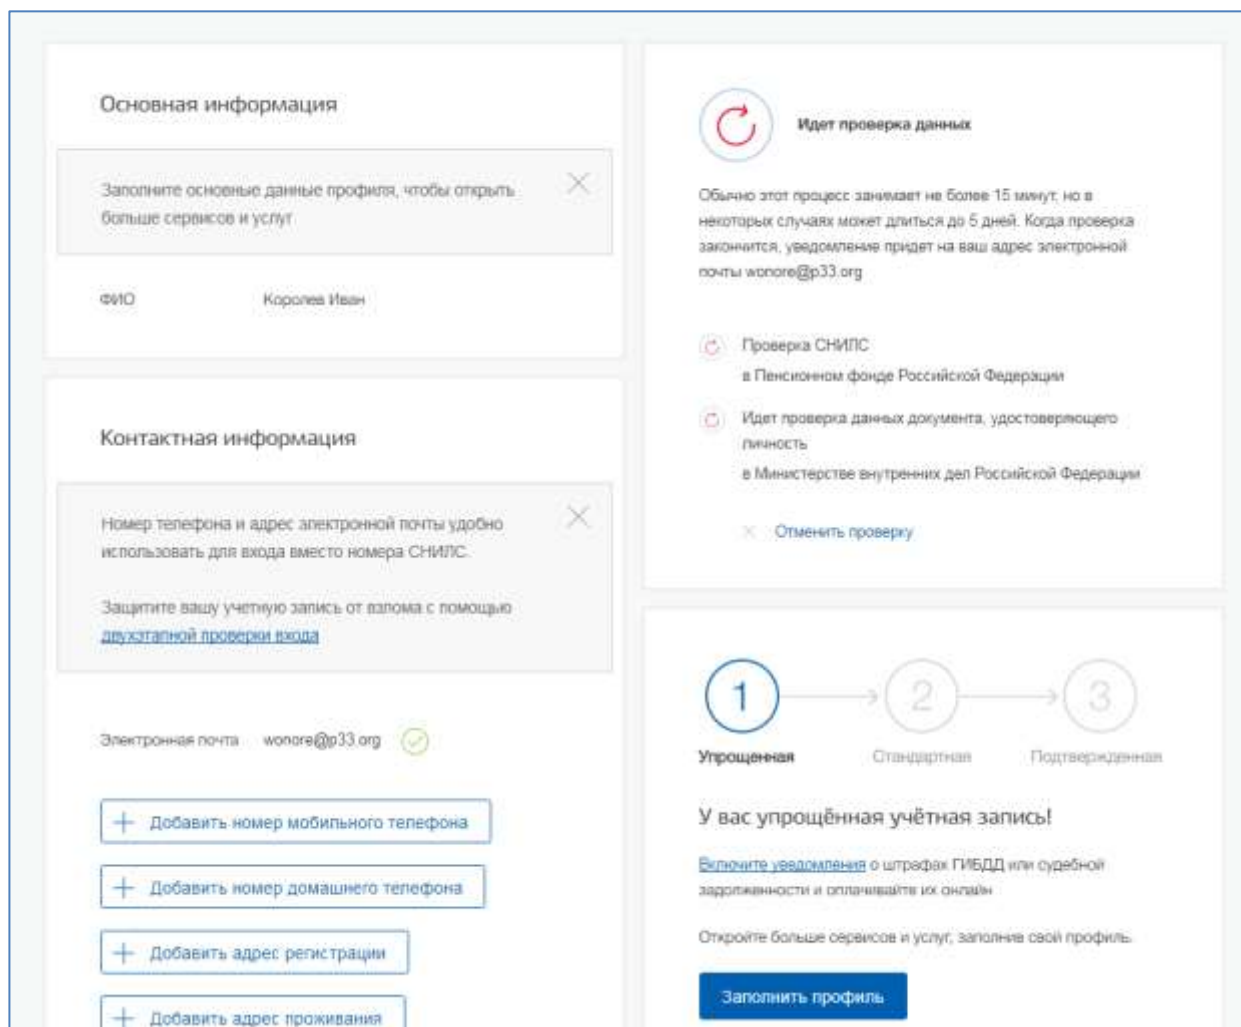 Основная информация
Заполните основные данные профиля, чтобы открыть
больше сервисов и услуг
ФИО Королев Иван
Контактная информация
Номер телефона и адрес электронной почты удобно
использовать для входа вместо номера СНИЛС.
Защитите вашу учетную запись от взлома с помощью
двухэтапной проверки входа
Электронная почта wonore@p33.org
Добавить номер мобильного телефона
Добавить номер домашнего телефона
Добавить адрес регистрации
Добавить адрес проживания
Идет проверка данных
Обычно этот процесс занимает не более 15 минут, но в
некоторых случаях может длиться до 5 дней. Когда проверка
закончится, уведомление придет на ваш адрес электронной
почты wonore@p33.org
Проверка СНИЛС
в Пенсионном фонде Российской Федерации
Идет проверка данных документа, удостоверяющего
личность
в Министерстве внутренних дел Российской Федерации
Отменить проверку
1 2 3
Упрощенная Стандартная Подтвержденная
У вас упрощённая учётная запись!
Включите уведомления о штрафах ГИБДД или судебной
задолженности и оплачивайте их онлайн
Откройте больше сервисов и услуг, заполнив свой профиль.
Заполнить профиль